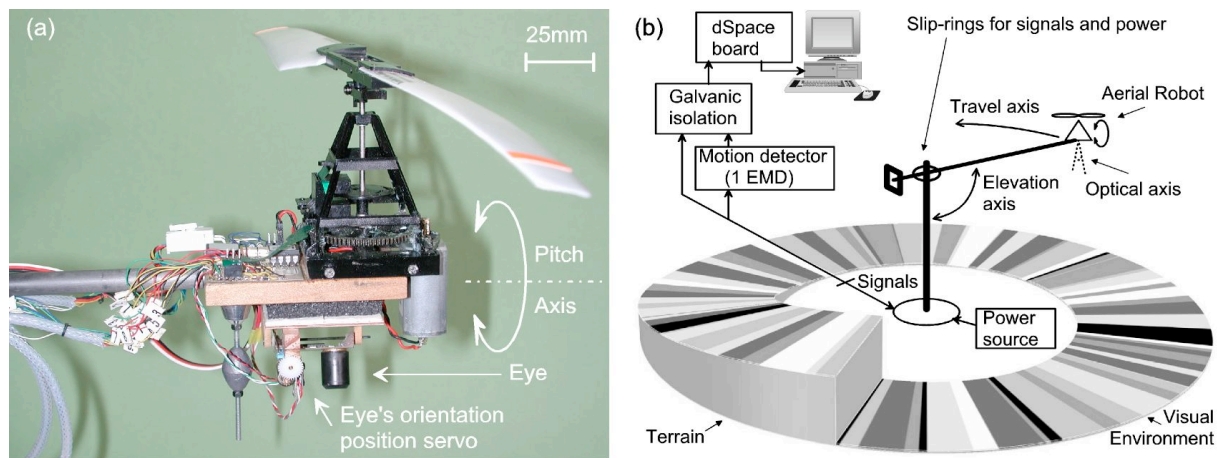 (a)
25mm
Pitch
Axis
Eye
Eye's orientation
position servo
(b)
dSpace
board
Slip-rings for signals and power
Galvanic
isolation
Travel axis
Aerial Robot
Motion detector
(1 EMD)
Elevation
axis
Optical axis
Signals
Power
source
Terrain
Visual
Environment